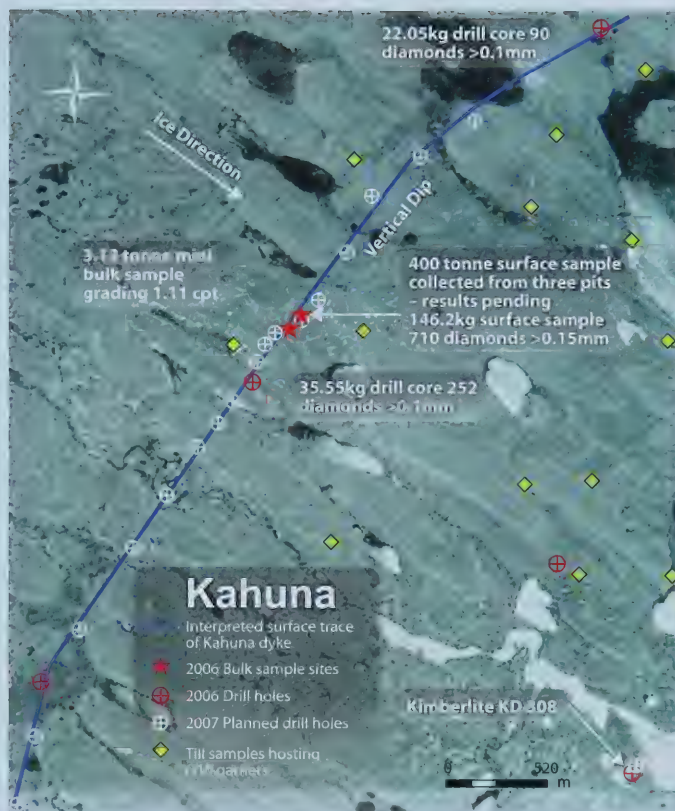 22.05kg drill core 90
diamonds >0.1mm
Ice Direction
Vertical Dip
bulk sample
grading 1.11 cpt
400 tonne surface sample
collected from three pits
– results pending
146.2kg surface sample
710 diamonds >0.15mm
35.55kg drill core 252
diamonds >0.1mm
Kahuna
Interpreted surface trace
of Kahuna dyke
2006 Bulk sample sites
2006 Drill holes
2007 Planned drill holes
Till samples hosting
garnets
Kimberlite KD 308
0 520
m